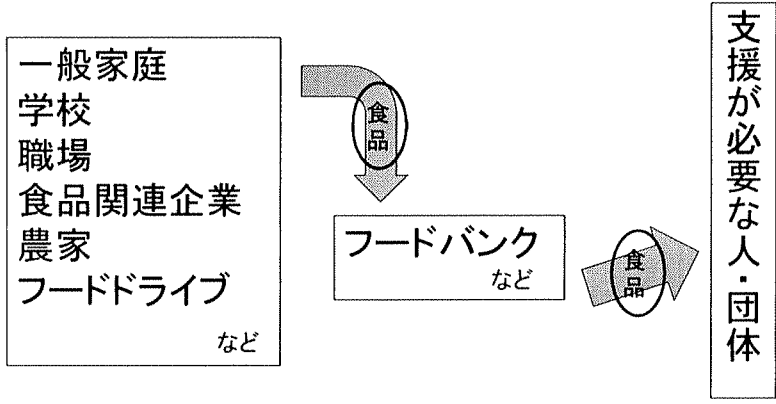 一般家庭
学校
職場
食品関連企業
農家
フードドライブ
など
食品
フードバンク
など
食品
支援が必要な人・団体